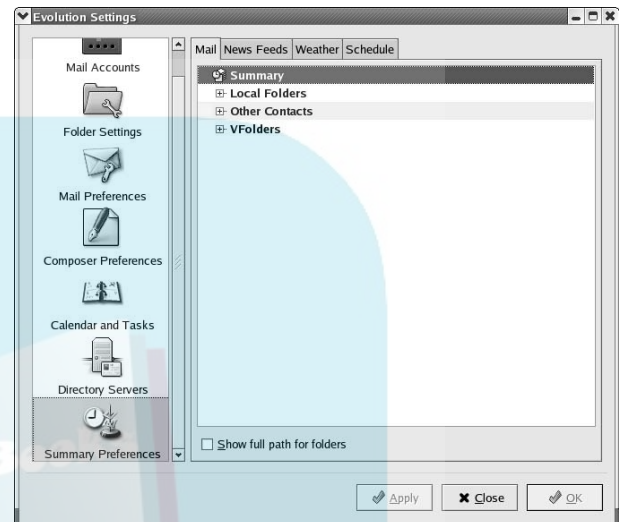 Evolution Settings
Mail Accounts
Folder Settings
Mail Preferences
Composer Preferences
Calendar and Tasks
Directory Servers
Summary Preferences
Mail News Feeds Weather Schedule
Summary
Local Folders
Other Contacts
VFolders
Show full path for folders
Apply Close OK